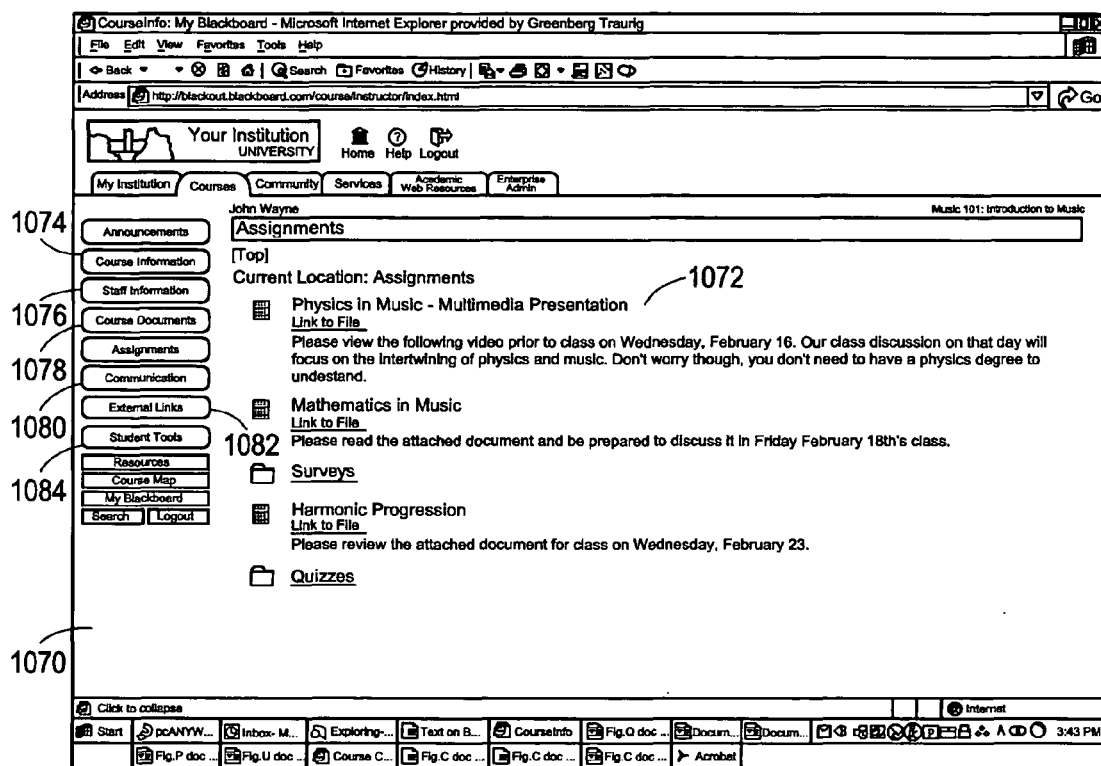 CourseInfo: My Blackboard - Microsoft Internet Explorer provided by Greenberg Traurig
File Edit View Favorites Tools Help
Back Search Favorites History
Address http://blackout.blackboard.com/course/instructor/index.html Go
Your Institution
UNIVERSITY
Home Help Logout
My Institution Courses Community Services Academic Web Resources Enterprise Admin
John Wayne Music 101: Introduction to Music
Assignments
[Top]
Current Location: Assignments
1072
Physics in Music - Multimedia Presentation
Link to File
Please view the following video prior to class on Wednesday, February 16. Our class discussion on that day will
focus on the intertwining of physics and music. Don't worry though, you don't need to have a physics degree to
undestand.
Mathematics in Music
Link to File
Please read the attached document and be prepared to discuss it in Friday February 18th's class.
Surveys
Harmonic Progression
Link to File
Please review the attached document for class on Wednesday, February 23.
Quizzes
1074
1076
1078
1080
1082
1084
1070
Announcements
Course Information
Staff Information
Course Documents
Assignments
Communication
External Links
Student Tools
Resources
Course Map
My Blackboard
Search Logout
Click to collapse Internet
Start pcANYW... Inbox- M... Exploring-... Text on B... CourseInfo Fig.Q doc ... Docum... Docum... 3:43 PM
Fig.P doc ... Fig.U doc ... Course C... Fig.C doc ... Fig.C doc ... Fig.C doc ... Acrobat